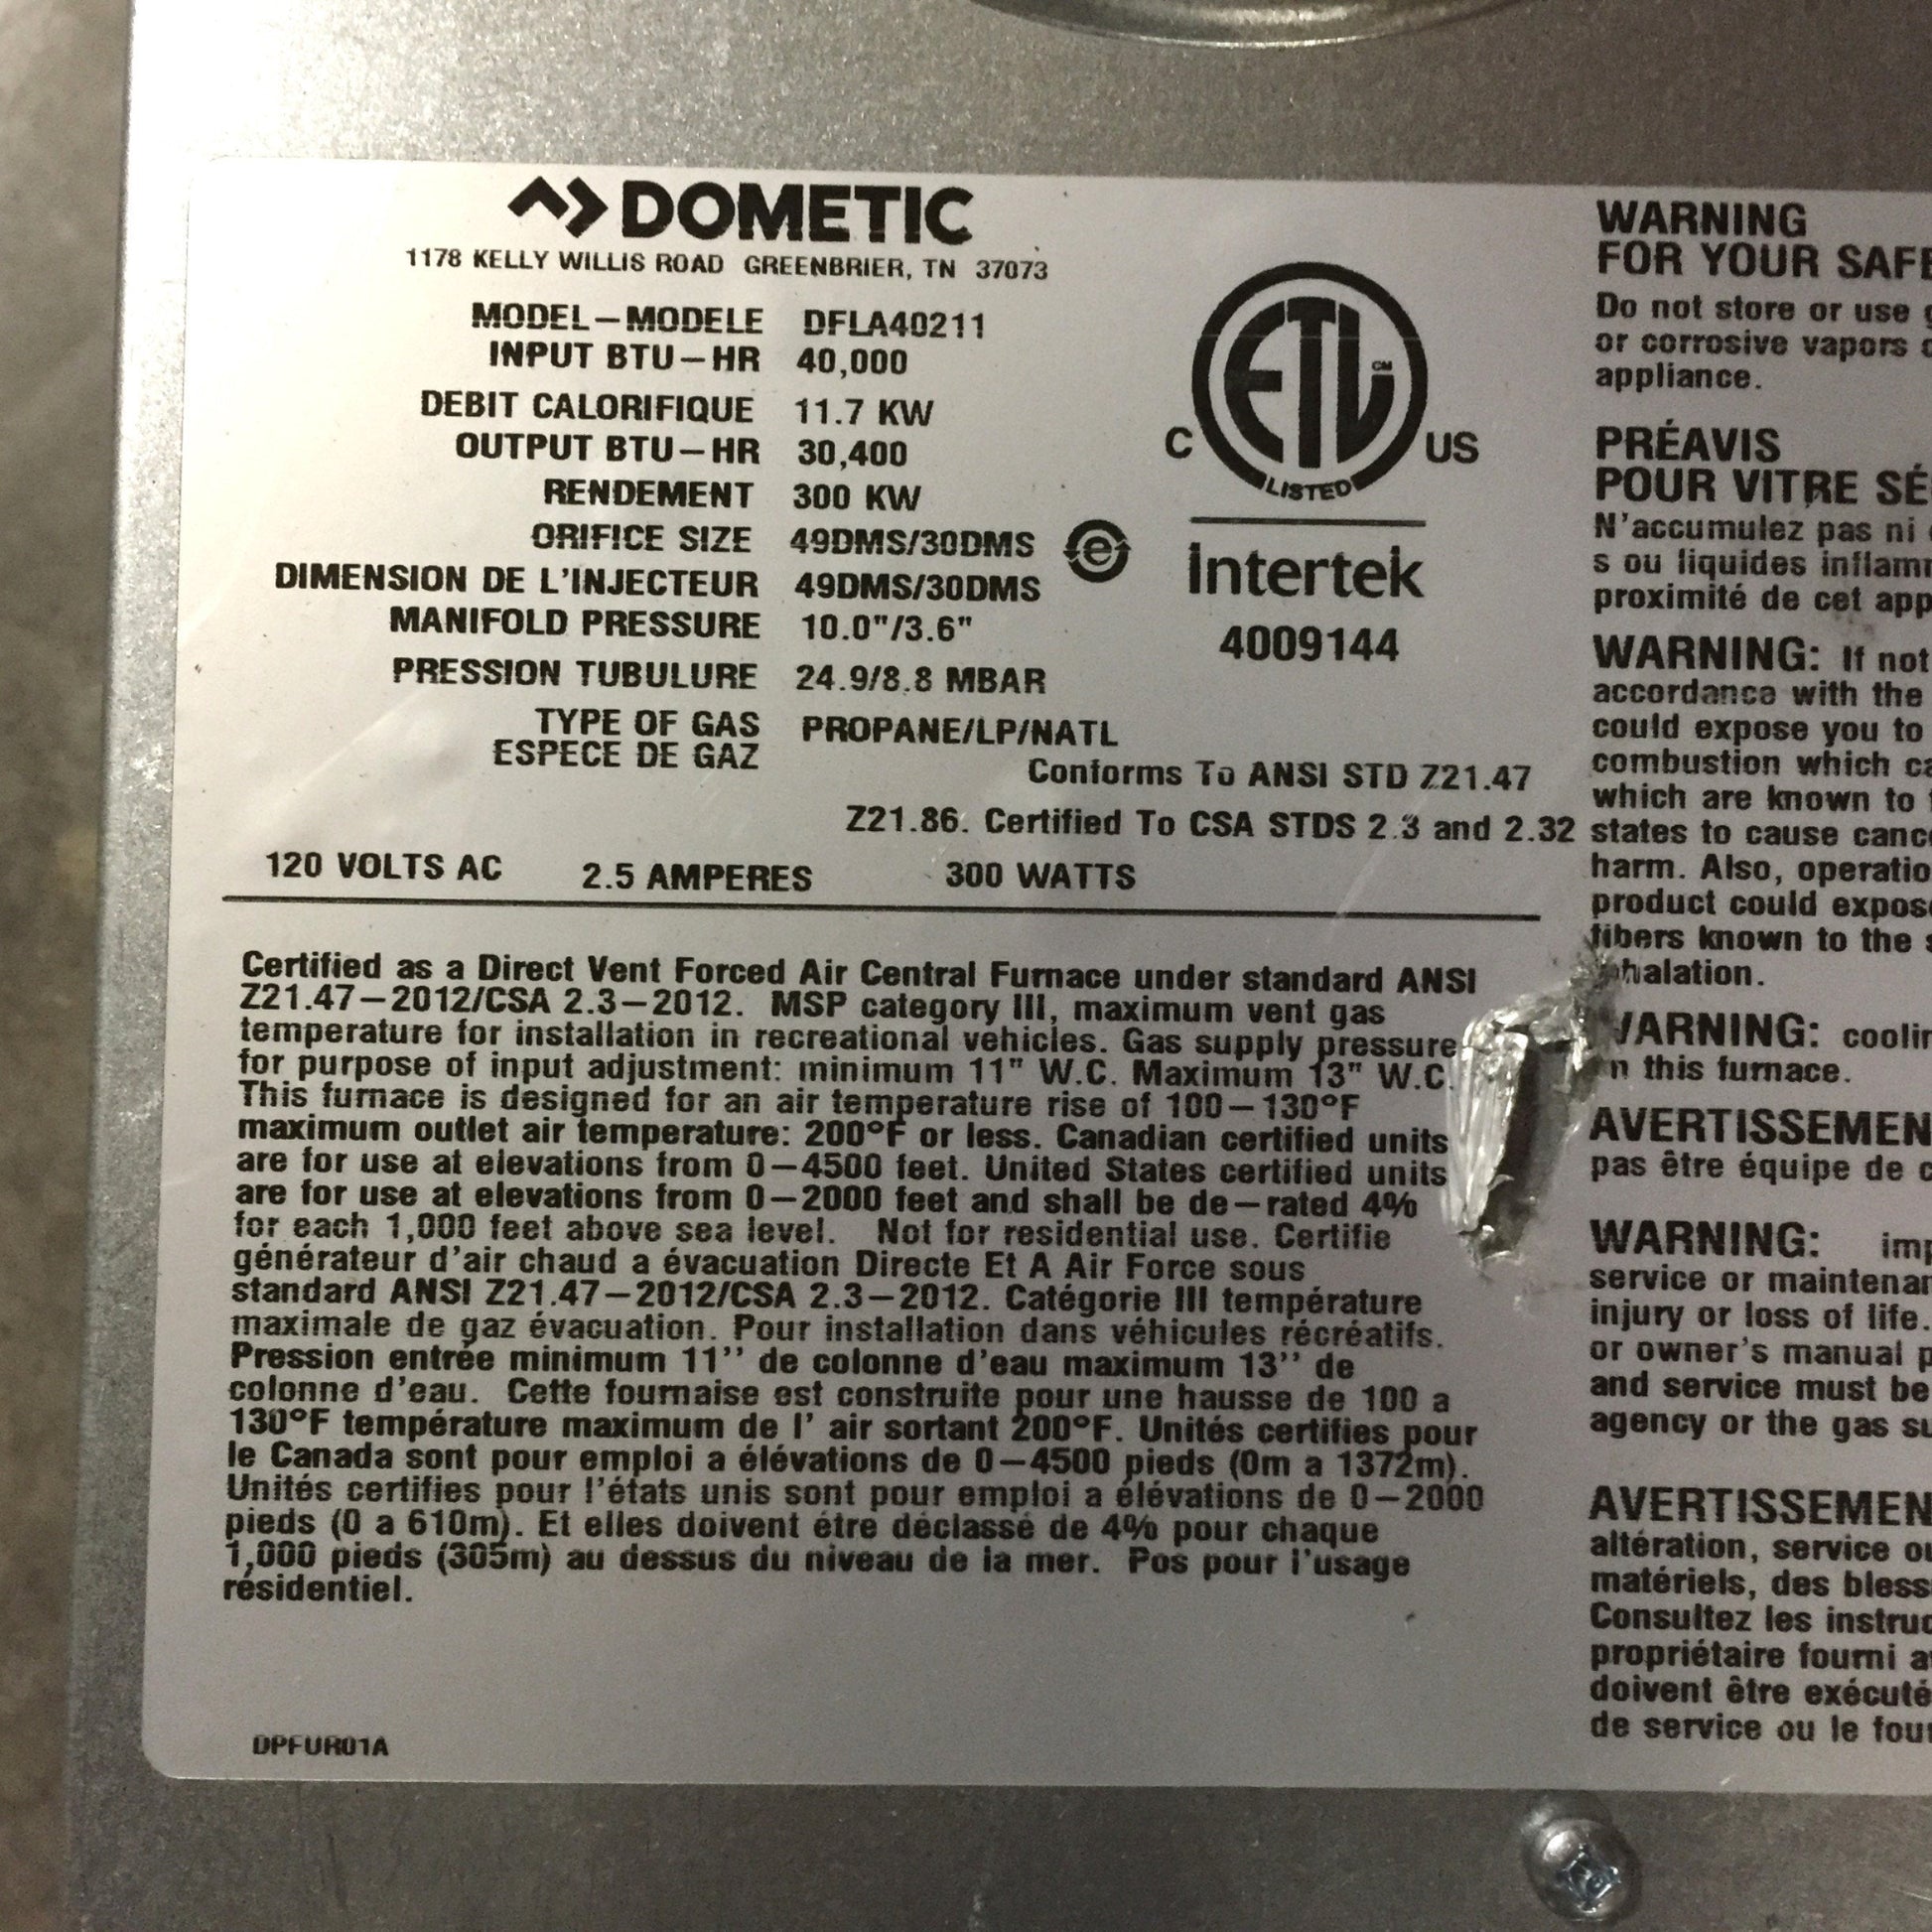 DOMETIC
1178 KELLY WILLIS ROAD GREENBRIER, TN 37073
MODEL—MODELE DFLA40211
INPUT BTU—HR 40,000
DEBIT CALORIFIQUE 11.7 KW
OUTPUT BTU—HR 30,400
RENDEMENT 300 KW
ORIFICE SIZE 49DMS/30DMS
DIMENSION DE L'INJECTEUR 49DMS/30DMS
MANIFOLD PRESSURE 10.0"/3.6"
PRESSION TUBULURE 24.9/8.8 MBAR
TYPE OF GAS PROPANE/LP/NATL
ESPECE DE GAZ
e
ETL CM
C US
LISTED
Intertek
4009144
Conforms To ANSI STD Z21.47
Z21.86. Certified To CSA STDS 2.3 and 2.32
120 VOLTS AC 2.5 AMPERES 300 WATTS
Certified as a Direct Vent Forced Air Central Furnace under standard ANSI
Z21.47—2012/CSA 2.3—2012. MSP category III, maximum vent gas
temperature for installation in recreational vehicles. Gas supply pressure
for purpose of input adjustment: minimum 11" W.C. Maximum 13" W.C.
This furnace is designed for an air temperature rise of 100—130°F
maximum outlet air temperature: 200°F or less. Canadian certified units
are for use at elevations from 0—4500 feet. United States certified units
are for use at elevations from 0—2000 feet and shall be de—rated 4%
for each 1,000 feet above sea level. Not for residential use. Certifie
générateur d'air chaud a évacuation Directe Et A Air Force sous
standard ANSI Z21.47—2012/CSA 2.3—2012. Catégorie III température
maximale de gaz évacuation. Pour installation dans véhicules récréatifs.
Pression entrée minimum 11'' de colonne d'eau maximum 13'' de
colonne d'eau. Cette fournaise est construite pour une hausse de 100 a
130°F température maximum de l' air sortant 200°F. Unités certifies pour
le Canada sont pour emploi a élévations de 0—4500 pieds (0m a 1372m).
Unités certifies pour l'états unis sont pour emploi a élévations de 0—2000
pieds (0 a 610m). Et elles doivent étre déclassé de 4% pour chaque
1,000 pieds (305m) au dessus du niveau de la mer. Pos pour l'usage
résidentiel.
DPFUR01A
WARNING
FOR YOUR
Do not store or use
or corrosive vapors
appliance.
PRÉAVIS
POUR VITRE
N'accumulez pas ni
s ou liquides
proximité de cet
WARNING: If not
accordance with the
could expose you to
combustion which
which are known to
states to cause
harm. Also,
product could
fibers known to the
WARNING:
this furnace.
pas être équipe de
WARNING:
service or
injury or loss of life.
or owner's manual
and service must be
agency or the gas
altération, service
matériels, des
Consultez les
propriétaire fourni
doivent être
de service ou le